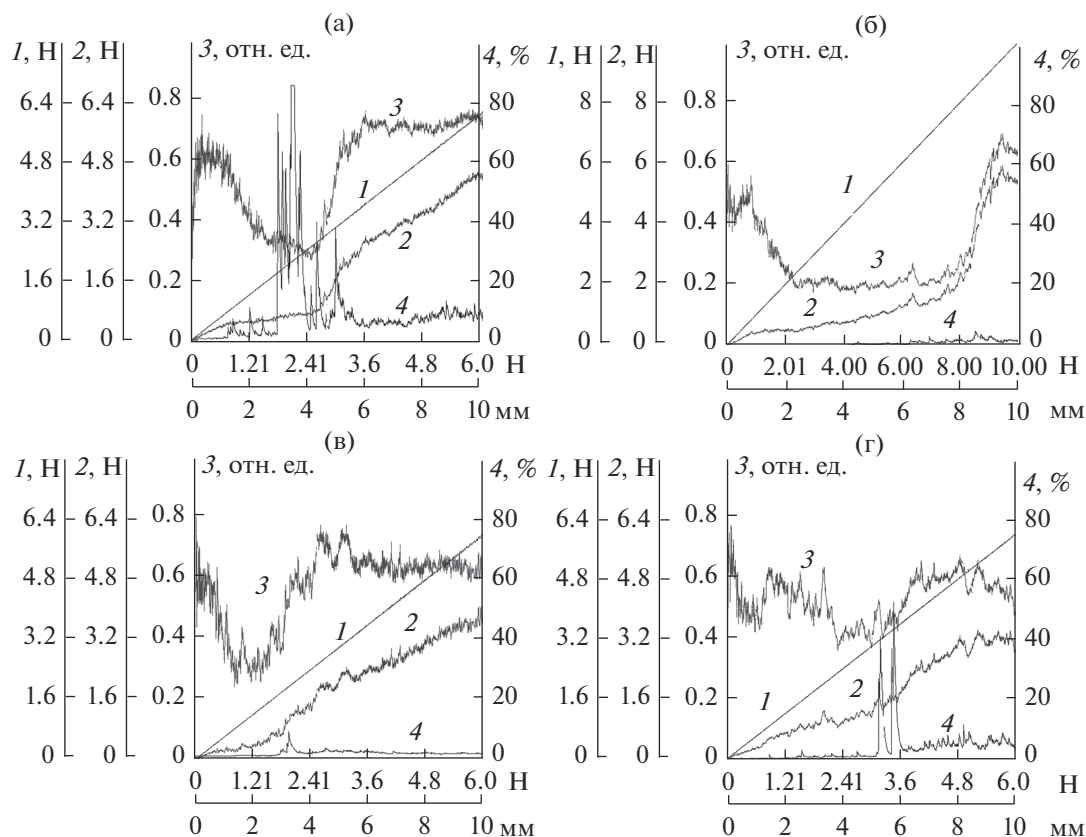 (а)
1, Н 2, Н 3, отн. ед. 4, %
6.4 6.4 0.8 80
4.8 4.8 0.6 60
3.2 3.2 0.4 40
1.6 1.6 0.2 20
0 0 0 0
3
1
2
4
1.21 2.41 3.6 4.8 6.0 Н
0 2 4 6 8 10 мм
(б)
1, Н 2, Н 3, отн. ед. 4, %
8 8 0.8 80
6 6 0.6 60
4 4 0.4 40
2 2 0.2 20
0 0 0 0
1
3
2
4
2.01 4.00 6.00 8.00 10.00 Н
0 2 4 6 8 10 мм
(в)
1, Н 2, Н 3, отн. ед. 4, %
6.4 6.4 0.8 80
4.8 4.8 0.6 60
3.2 3.2 0.4 40
1.6 1.6 0.2 20
0 0 0 0
3
1
2
4
0 1.21 2.41 3.6 4.8 6.0 Н
0 2 4 6 8 10 мм
(г)
1, Н 2, Н 3, отн. ед. 4, %
6.4 6.4 0.8 80
4.8 4.8 0.6 60
3.2 3.2 0.4 40
1.6 1.6 0.2 20
0 0 0 0
3
1
2
4
1.21 2.41 3.6 4.8 6.0 Н
0 2 4 6 8 10 мм